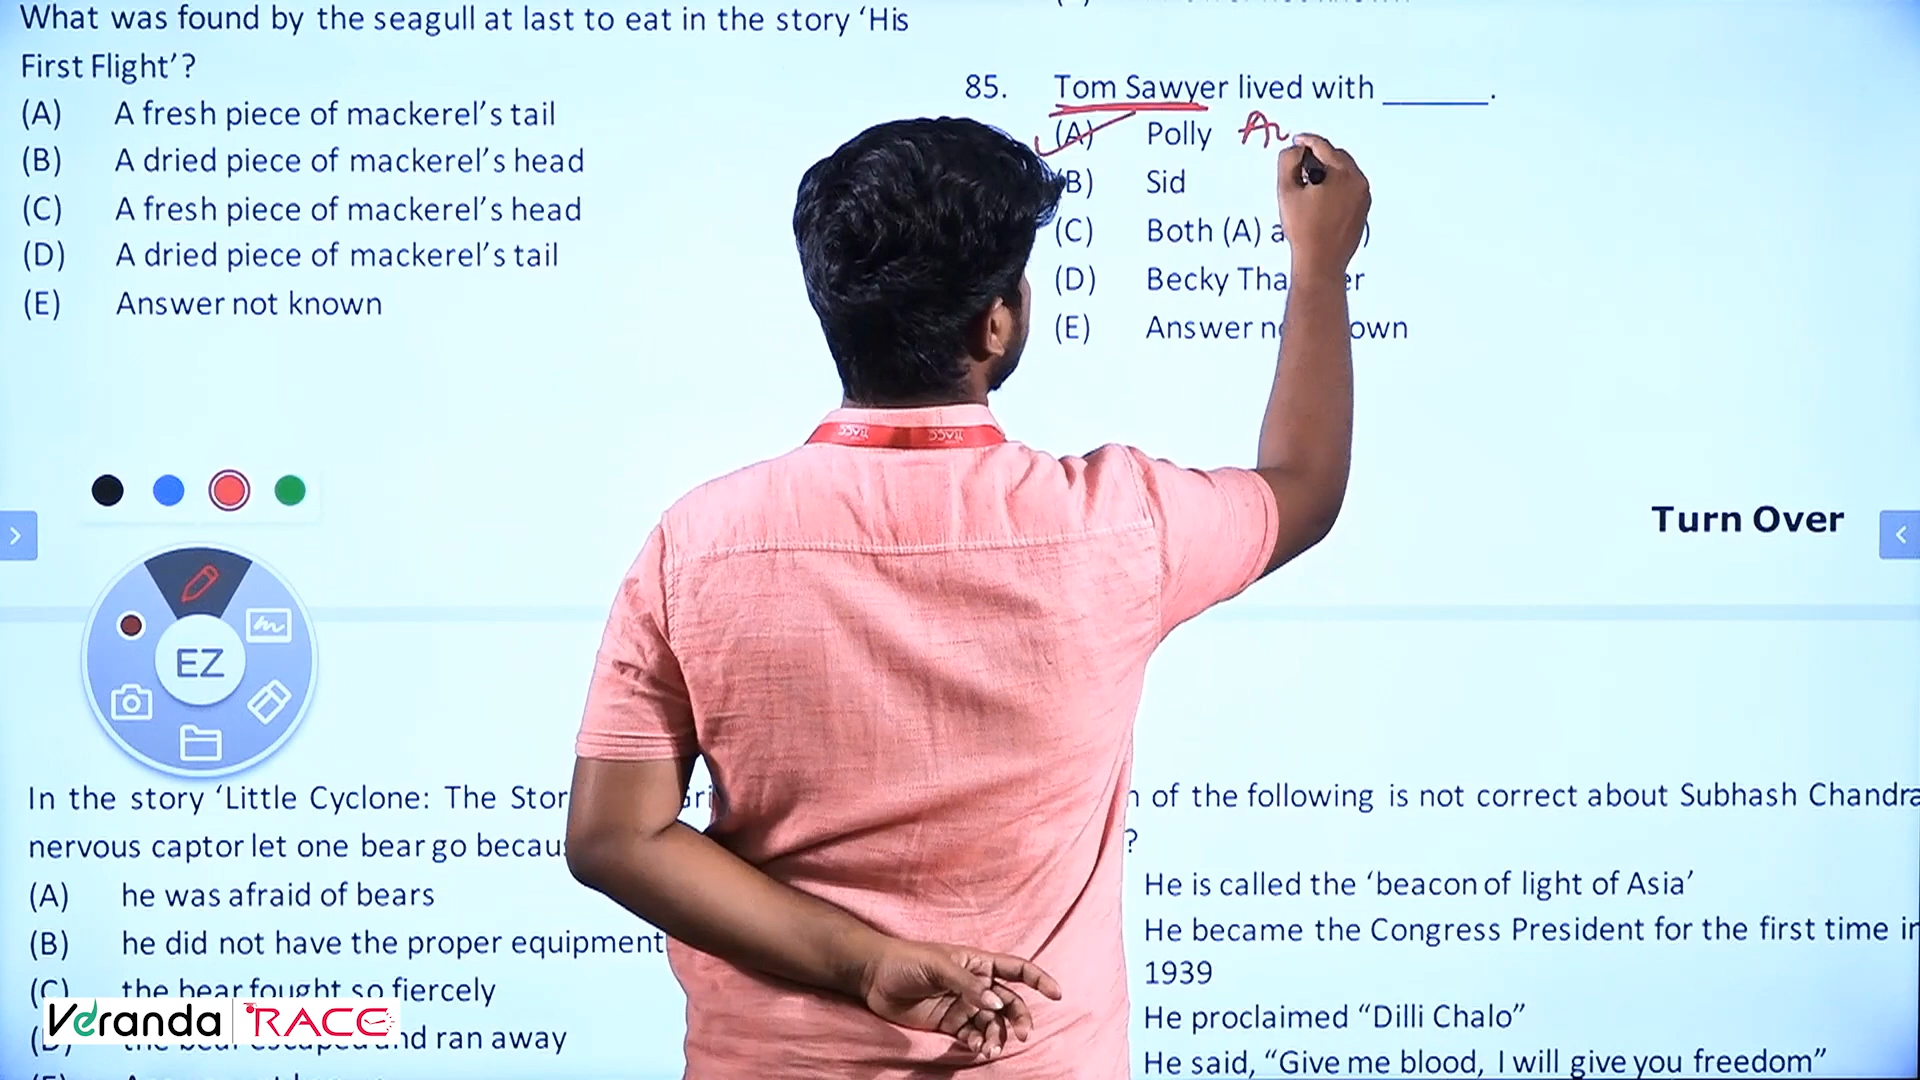 What was found by the seagull at last to eat in the story ‘His
First Flight’?
(A) A fresh piece of mackerel’s tail
(B) A dried piece of mackerel’s head
(C) A fresh piece of mackerel’s head
(D) A dried piece of mackerel’s tail
(E) Answer not known
85. Tom Sawyer lived with ______.
(A) Polly
B) Sid
(C) Both (A) a )
(D) Becky Tha er
(E) Answer n own
Turn Over
EZ
In the story ‘Little Cyclone: The Stor Gri
nervous captor let one bear go becau
(A) he was afraid of bears
(B) he did not have the proper equipment
(C) the bear fought so fiercely
nd ran away
n of the following is not correct about Subhash Chandra
?
He is called the ‘beacon of light of Asia’
He became the Congress President for the first time in
1939
He proclaimed “Dilli Chalo”
He said, “Give me blood, I will give you freedom”
Veranda RACE